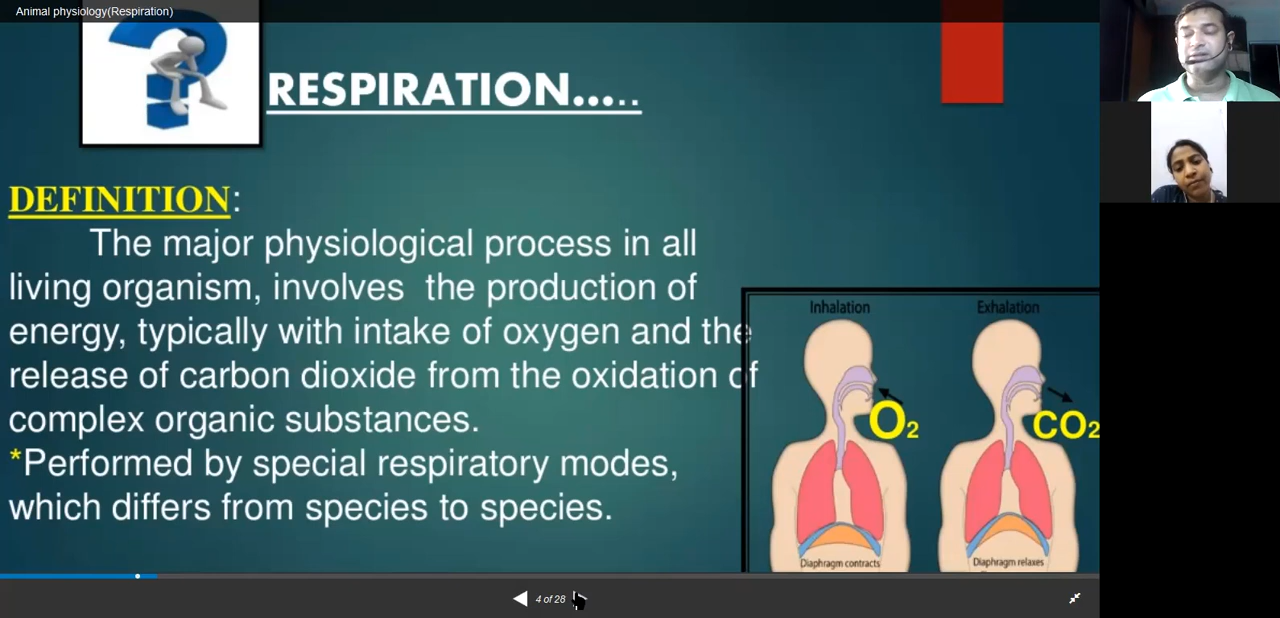 Animal physiology(Respiration)
RESPIRATION.....
DEFINITION:
The major physiological process in all
living organism, involves the production of
energy, typically with intake of oxygen and the
release of carbon dioxide from the oxidation of
complex organic substances.
*Performed by special respiratory modes,
which differs from species to species.
Inhalation
Exhalation
O2
CO2
Diaphragm contracts
Diaphragm relaxes
4 of 28